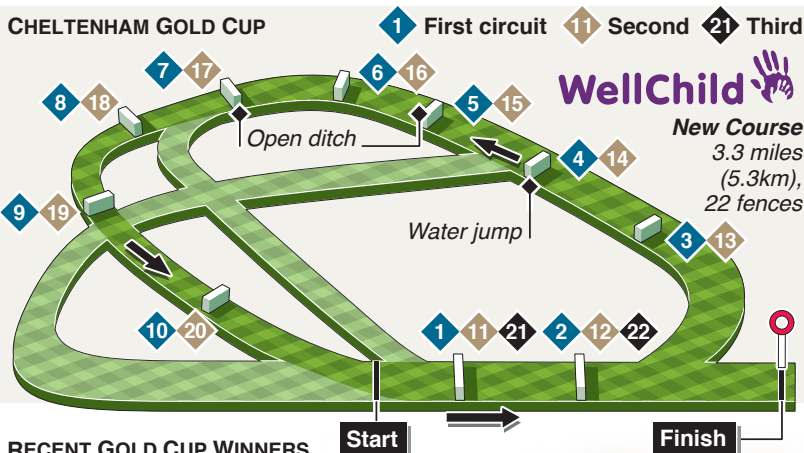 CHELTENHAM GOLD CUP
1 First circuit 11 Second 21 Third
WellChild
New Course
3.3 miles
(5.3km),
22 fences
7 17
6 16
8 18
5 15
Open ditch
4 14
9 19
Water jump
3 13
10 20
1 11 21
2 12 22
Start
Finish
RECENT GOLD CUP WINNERS